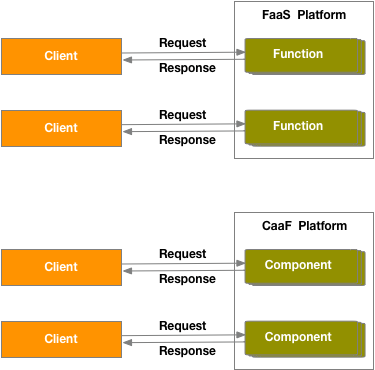 FaaS Platform
Request
Client
Function
Response
Request
Client
Function
Response
CaaF Platform
Request
Client
Component
Response
Request
Client
Component
Response